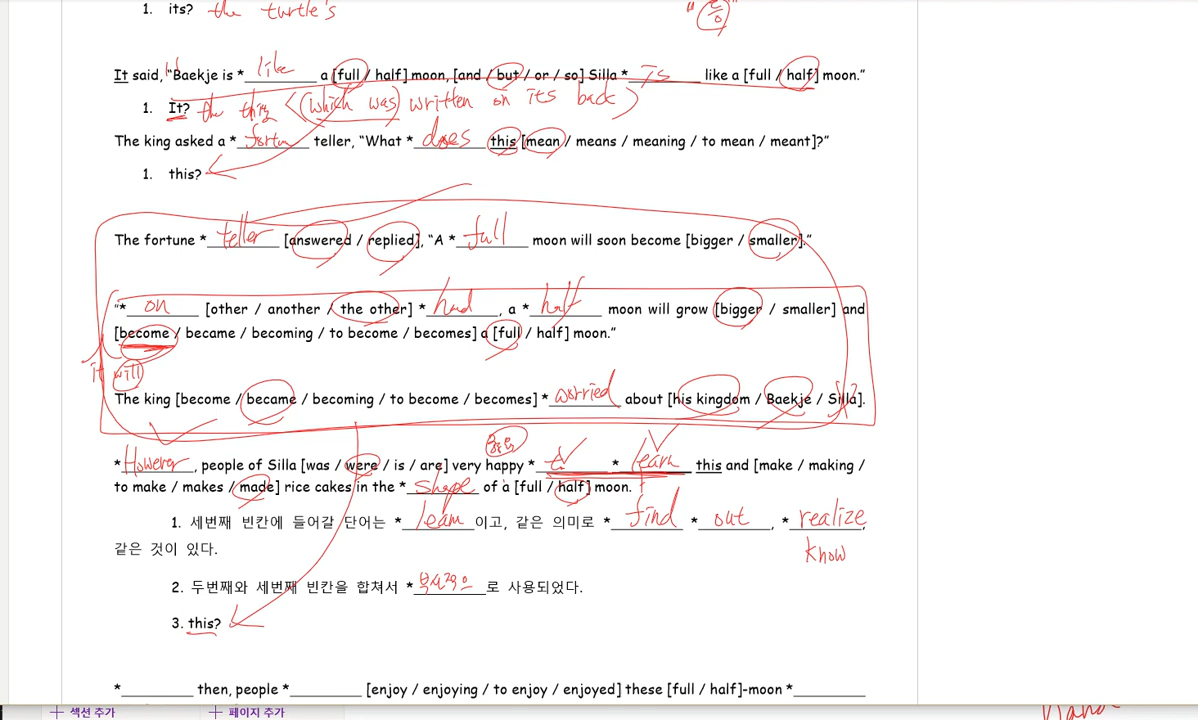 1. its? the turtle's
It said, "Baekje is * like a [full / half] moon, [and / but / or / so] Silla * is like a [full / half] moon."
1. It? the thing (which was) written on its back
The king asked a * fortune teller, "What * does this [mean / means / meaning / to mean / meant]?"
1. this?
The fortune * teller [answered / replied], "A * full moon will soon become [bigger / smaller]."
"* on [other / another / the other] * hand, a * half moon will grow [bigger / smaller] and
[become / became / becoming / to become / becomes] a [full / half] moon."
it will
The king [become / became / becoming / to become / becomes] * worried about [his kingdom / Baekje / Silla].
* However, people of Silla [was / were / is / are] very happy * to * learn this and [make / making /
to make / makes / made] rice cakes in the * shape of a [full / half] moon.
1. 세번째 빈칸에 들어갈 단어는 * learn 이고, 같은 의미로 * find * out, * realize,
know
같은 것이 있다.
2. 두번째와 세번째 빈칸을 합쳐서 * 로 사용되었다.
3. this?
* then, people * [enjoy / enjoying / to enjoy / enjoyed] these [full / half]-moon *
섹션 추가 페이지 추가